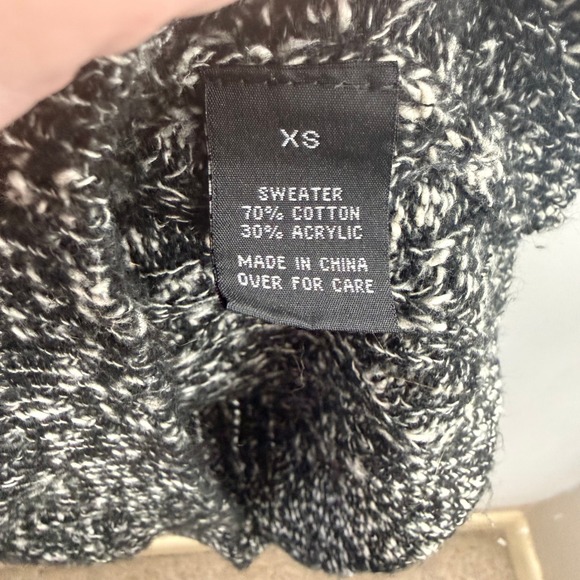 XS
SWEATER
70% COTTON
30% ACRYLIC
MADE IN CHINA
OVER FOR CARE